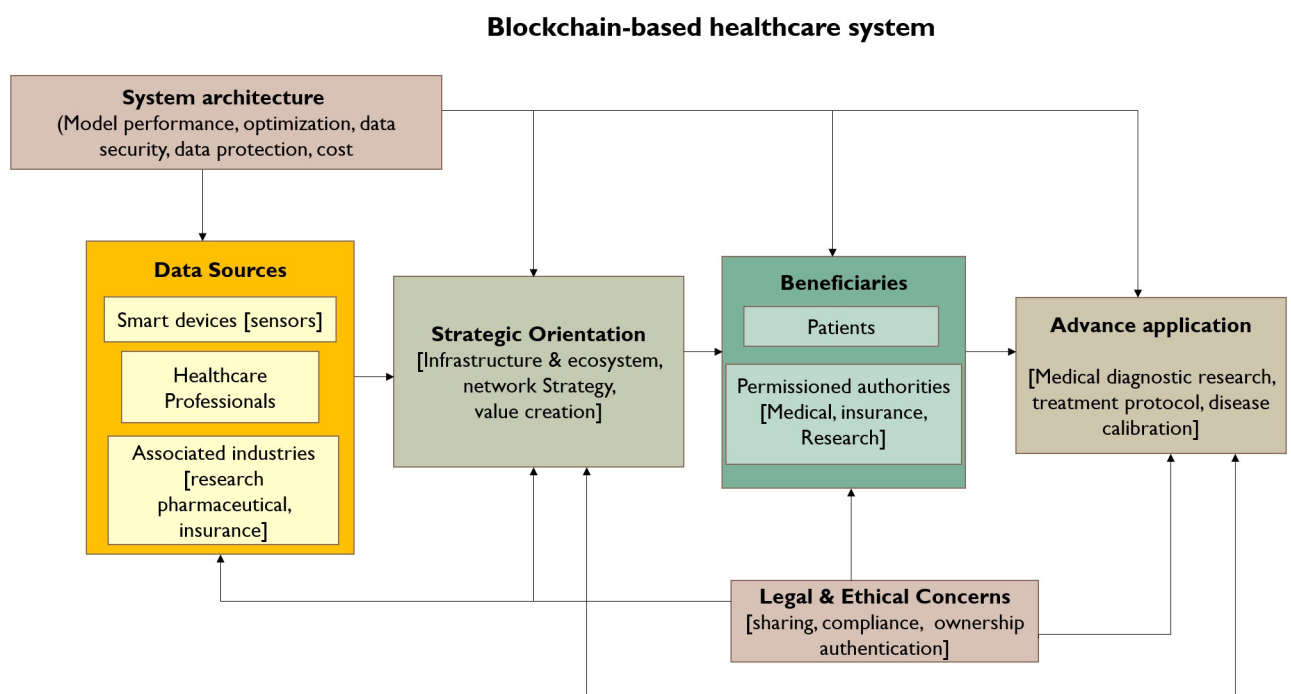 Blockchain-based healthcare system
System architecture
(Model performance, optimization, data
security, data protection, cost
Data Sources
Smart devices [sensors]
Healthcare
Professionals
Associated industries
[research
pharmaceutical,
insurance]
Strategic Orientation
[Infrastructure & ecosystem,
network Strategy,
value creation]
Beneficiaries
Patients
Permissioned authorities
[Medical, insurance,
Research]
Advance application
[Medical diagnostic research,
treatment protocol, disease
calibration]
Legal & Ethical Concerns
[sharing, compliance, ownership
authentication]